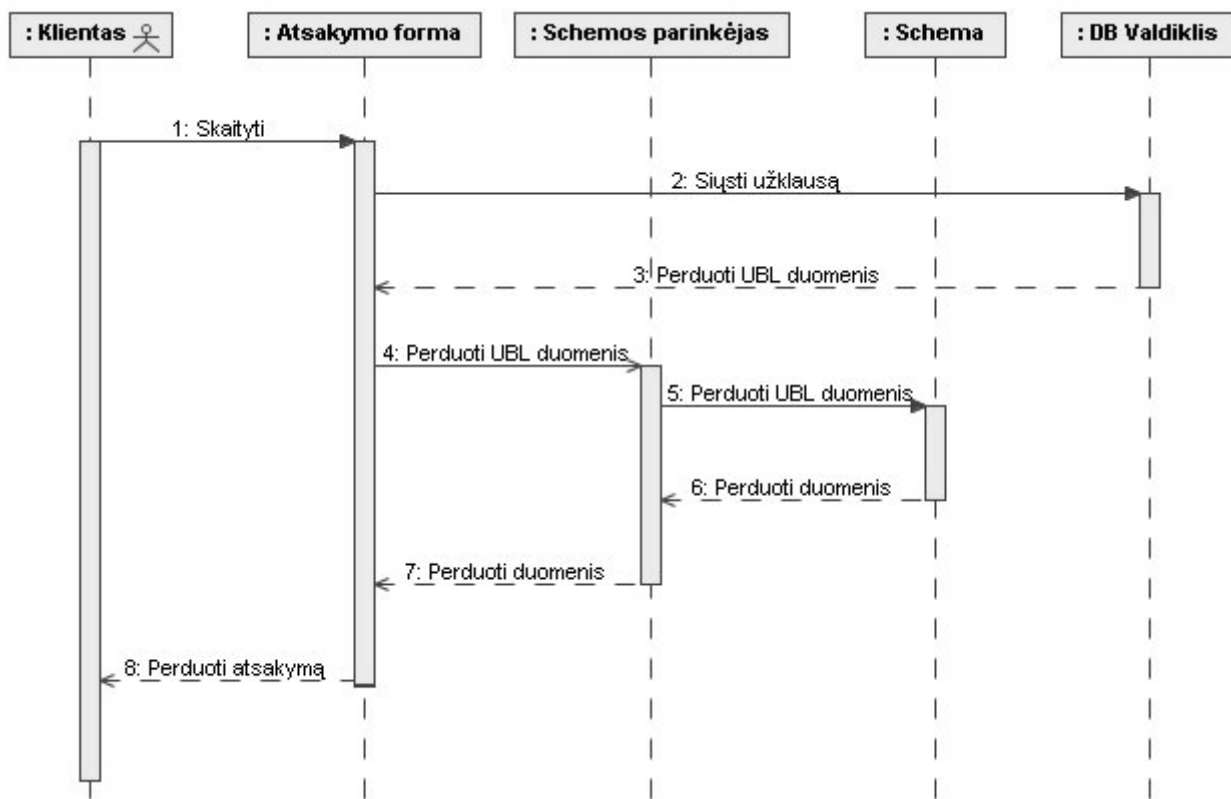 : Klientas
: Atsakymo forma
: Schemos parinkėjas
: Schema
: DB Valdiklis
1: Skaityti
2: Siųsti užklausą
3: Perduoti UBL duomenis
4: Perduoti UBL duomenis
5: Perduoti UBL duomenis
6: Perduoti duomenis
7: Perduoti duomenis
8: Perduoti atsakymą